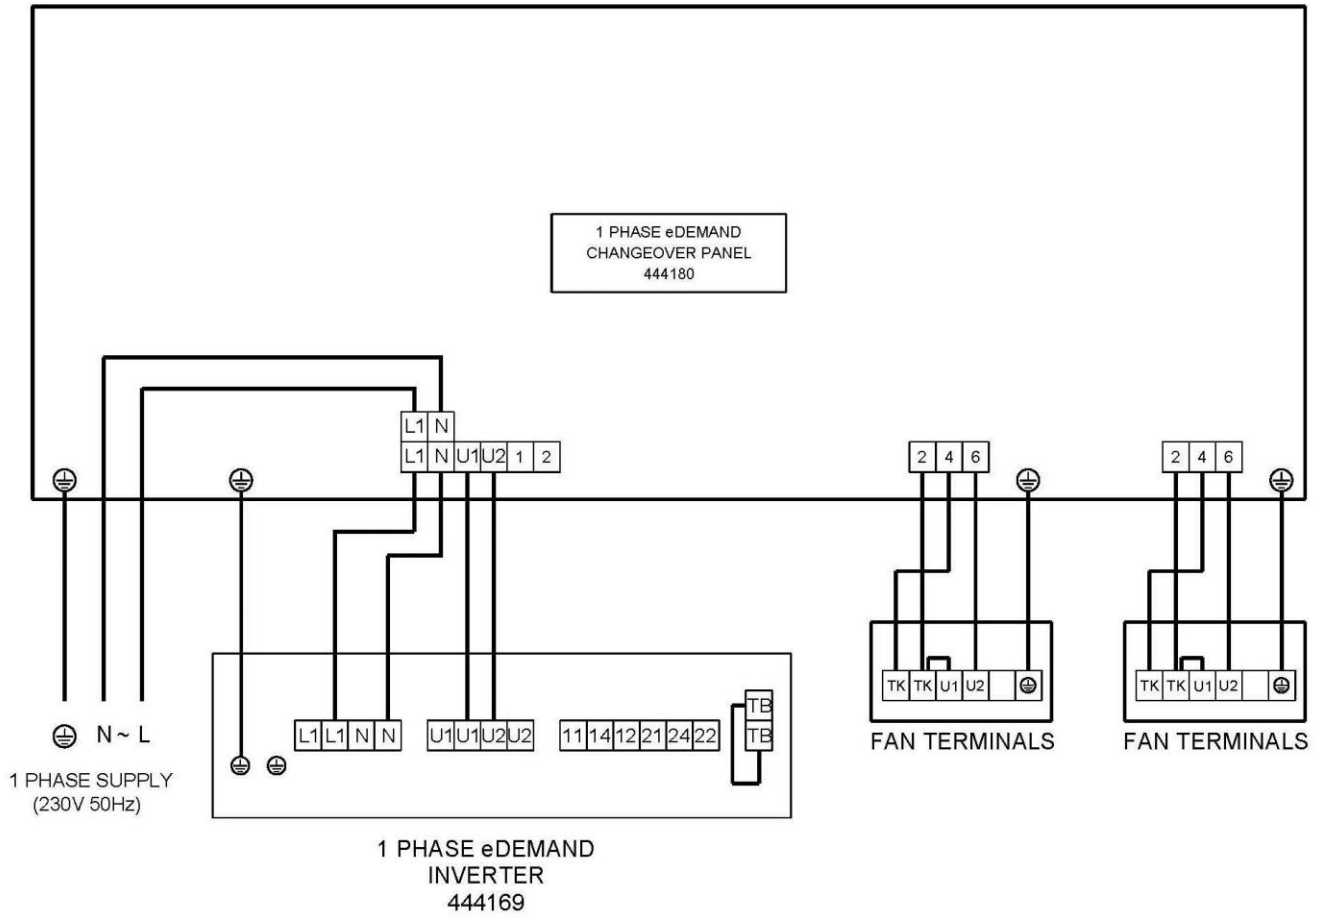 1 PHASE eDEMAND
CHANGEOVER PANEL
444180
L1 N
L1 N U1 U2 1 2
2 4 6
2 4 6
TK TK U1 U2
TK TK U1 U2
FAN TERMINALS
FAN TERMINALS
L1 L1 N N
U1 U1 U2 U2
11 14 12 21 24 22
TB
TB
N ~ L
1 PHASE SUPPLY
(230V 50Hz)
1 PHASE eDEMAND
INVERTER
444169